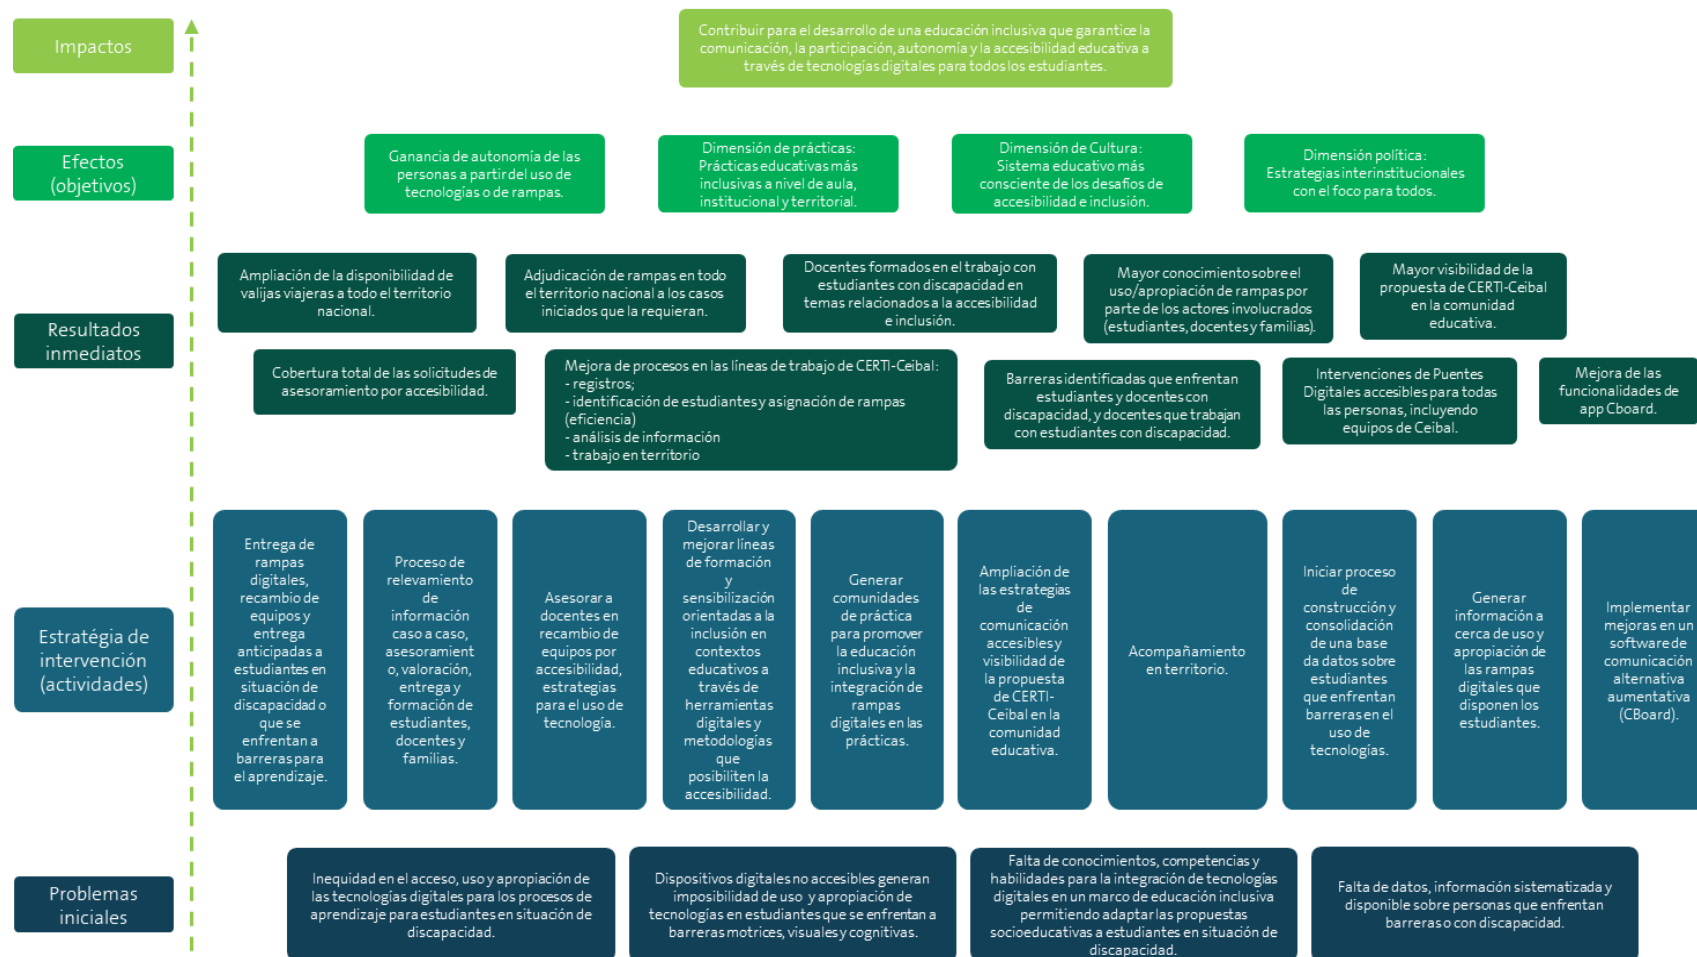 Impactos
Contribuir para el desarrollo de una educación inclusiva que garantice la
comunicación, la participación, autonomía y la accesibilidad educativa a
través de tecnologías digitales para todos los estudiantes.
Efectos
(objetivos)
Ganancia de autonomía de las
personas a partir del uso de
tecnologías o de rampas.
Dimensión de prácticas:
Prácticas educativas más
inclusivas a nivel de aula,
institucional y territorial.
Dimensión de Cultura:
Sistema educativo más
consciente de los desafíos de
accesibilidad e inclusión.
Dimensión política:
Estrategias interinstitucionales
con el foco para todos.
Resultados
inmediatos
Ampliación de la disponibilidad de
valijas viajeras a todo el territorio
nacional.
Adjudicación de rampas en todo
el territorio nacional a los casos
iniciados que la requieran.
Docentes formados en el trabajo con
estudiantes con discapacidad en
temas relacionados a la accesibilidad
e inclusión.
Mayor conocimiento sobre el
uso/apropiación de rampas por
parte de los actores involucrados
(estudiantes, docentes y familias).
Mayor visibilidad de la
propuesta de CERTI-Ceibal
en la comunidad
educativa.
Cobertura total de las solicitudes de
asesoramiento por accesibilidad.
Mejora de procesos en las líneas de trabajo de CERTI-Ceibal:
- registros;
- identificación de estudiantes y asignación de rampas
(eficiencia)
- análisis de información
- trabajo en territorio
Barreras identificadas que enfrentan
estudiantes y docentes con
discapacidad, y docentes que trabajan
con estudiantes con discapacidad.
Intervenciones de Puentes
Digitales accesibles para todas
las personas, incluyendo
equipos de Ceibal.
Mejora de las
funcionalidades de
app Cboard.
Estratégia de
intervención
(actividades)
Entrega de
rampas
digitales,
recambio de
equipos y
entrega
anticipadas a
estudiantes en
situación de
discapacidad o
que se
enfrentan a
barreras para
el aprendizaje.
Proceso de
relevamiento
de
información
caso a caso,
asesoramient
o, valoración,
entrega y
formación de
estudiantes,
docentes y
familias.
Asesorar a
docentes en
recambio de
equipos por
accesibilidad,
estrategias
para el uso de
tecnología.
Desarrollar y
mejorar líneas
de formación
y
sensibilización
orientadas a la
inclusión en
contextos
educativos a
través de
herramientas
digitales y
metodologías
que
posibiliten la
accesibilidad.
Generar
comunidades
de práctica
para promover
la educación
inclusiva y la
integración de
rampas
digitales en las
prácticas.
Ampliación de
las estrategias
de
comunicación
accesibles y
visibilidad de
la propuesta
de CERTI-
Ceibal en la
comunidad
educativa.
Acompañamiento
en territorio.
Iniciar proceso
de
construcción y
consolidación
de una base
da datos sobre
estudiantes
que enfrentan
barreras en el
uso de
tecnologías.
Generar
información a
cerca de uso y
apropiación de
las rampas
digitales que
disponen los
estudiantes.
Implementar
mejoras en un
software de
comunicación
alternativa
aumentativa
(CBoard).
Problemas
iniciales
Inequidad en el acceso, uso y apropiación de
las tecnologías digitales para los procesos de
aprendizaje para estudiantes en situación de
discapacidad.
Dispositivos digitales no accesibles generan
imposibilidad de uso y apropiación de
tecnologías en estudiantes que se enfrentan a
barreras motrices, visuales y cognitivas.
Falta de conocimientos, competencias y
habilidades para la integración de tecnologías
digitales en un marco de educación inclusiva
permitiendo adaptar las propuestas
socioeducativas a estudiantes en situación de
discapacidad.
Falta de datos, información sistematizada y
disponible sobre personas que enfrentan
barreras o con discapacidad.